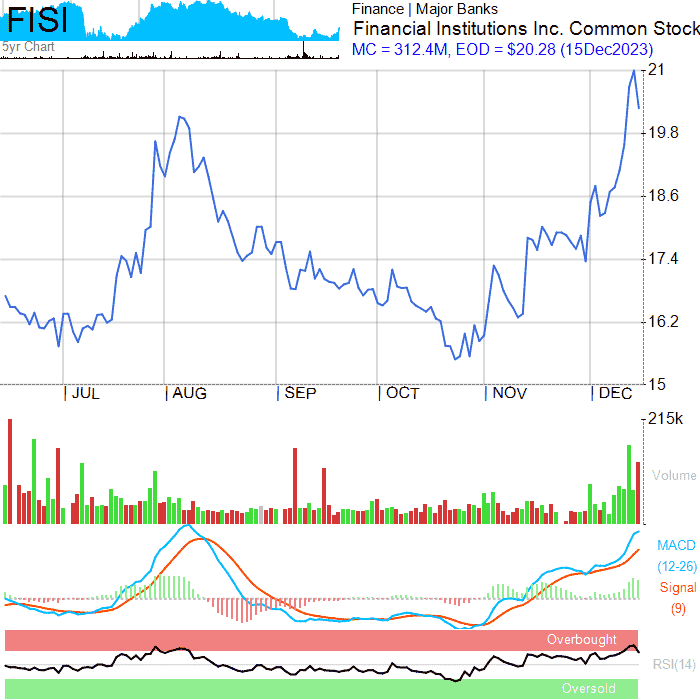 FISI
5yr Chart
Finance | Major Banks
Financial Institutions Inc. Common Stock
MC = 312.4M, EOD = $20.28 (15Dec2023)
21
19.8
18.6
17.4
16.2
15
JUL AUG SEP OCT NOV DEC
215k
Volume
MACD
(12-26)
Signal
(9)
Overbought
RSI(14)
Oversold